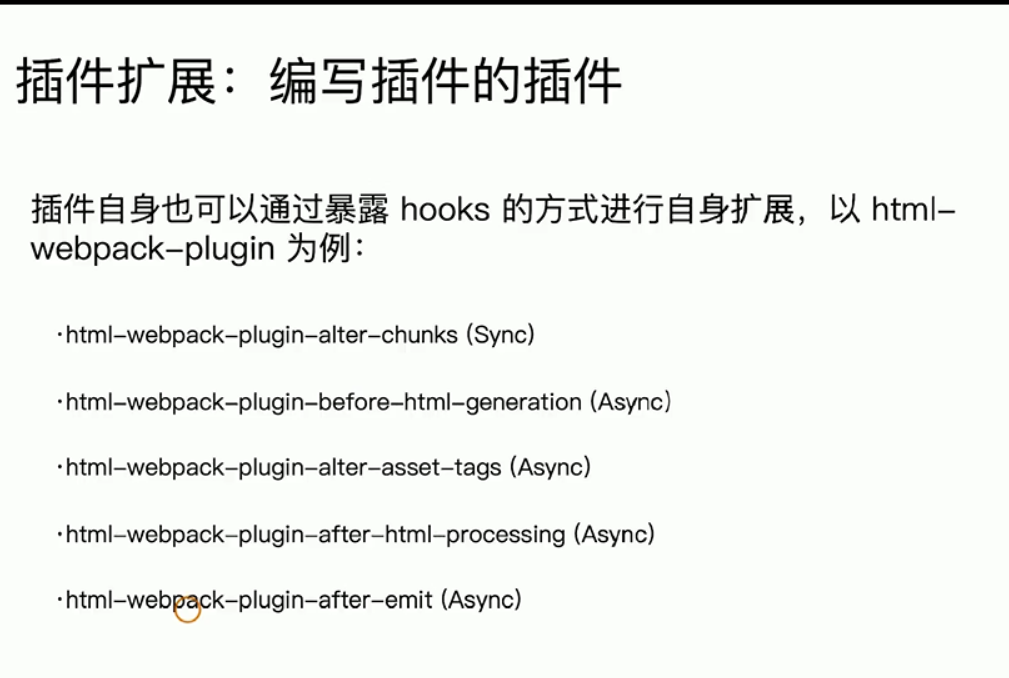 插件扩展：编写插件的插件
插件自身也可以通过暴露 hooks 的方式进行自身扩展，以 html-
webpack-plugin 为例：
·html-webpack-plugin-alter-chunks (Sync)
·html-webpack-plugin-before-html-generation (Async)
·html-webpack-plugin-alter-asset-tags (Async)
·html-webpack-plugin-after-html-processing (Async)
·html-webpack-plugin-after-emit (Async)